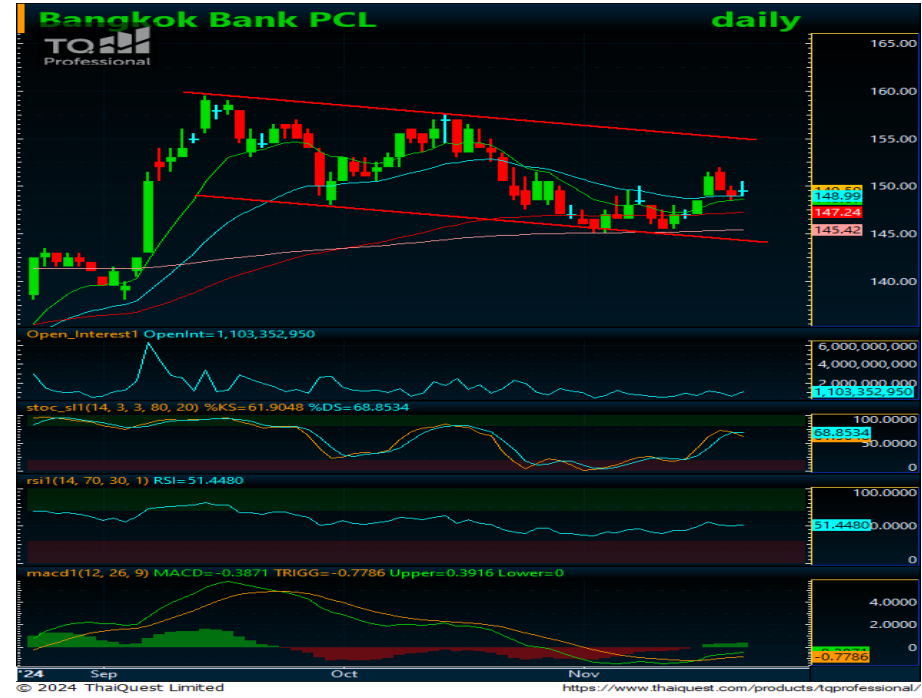 Bangkok Bank PCL daily
TQ
Professional
165.00
160.00
155.00
150.00
148.99
147.24
145.42
145.00
140.00
Open_Interest1 OpenInt=1,103,352,950
6,000,000,000
4,000,000,000
1,103,352,950
stoc_sl1(14, 3, 3, 80, 20) %KS=61.9048 %DS=68.8534
100.0000
68.8534
0
rsi1(14, 70, 30, 1) RSI=51.4480
100.0000
51.4480
0
macd1(12, 26, 9) MACD=-0.3871 TRIGG=-0.7786 Upper=0.3916 Lower=0
4.0000
2.0000
0
-0.7786
'24 Sep Oct Nov
© 2024 ThaiQuest Limited https://www.thaiquest.com/products/tqprofessional/